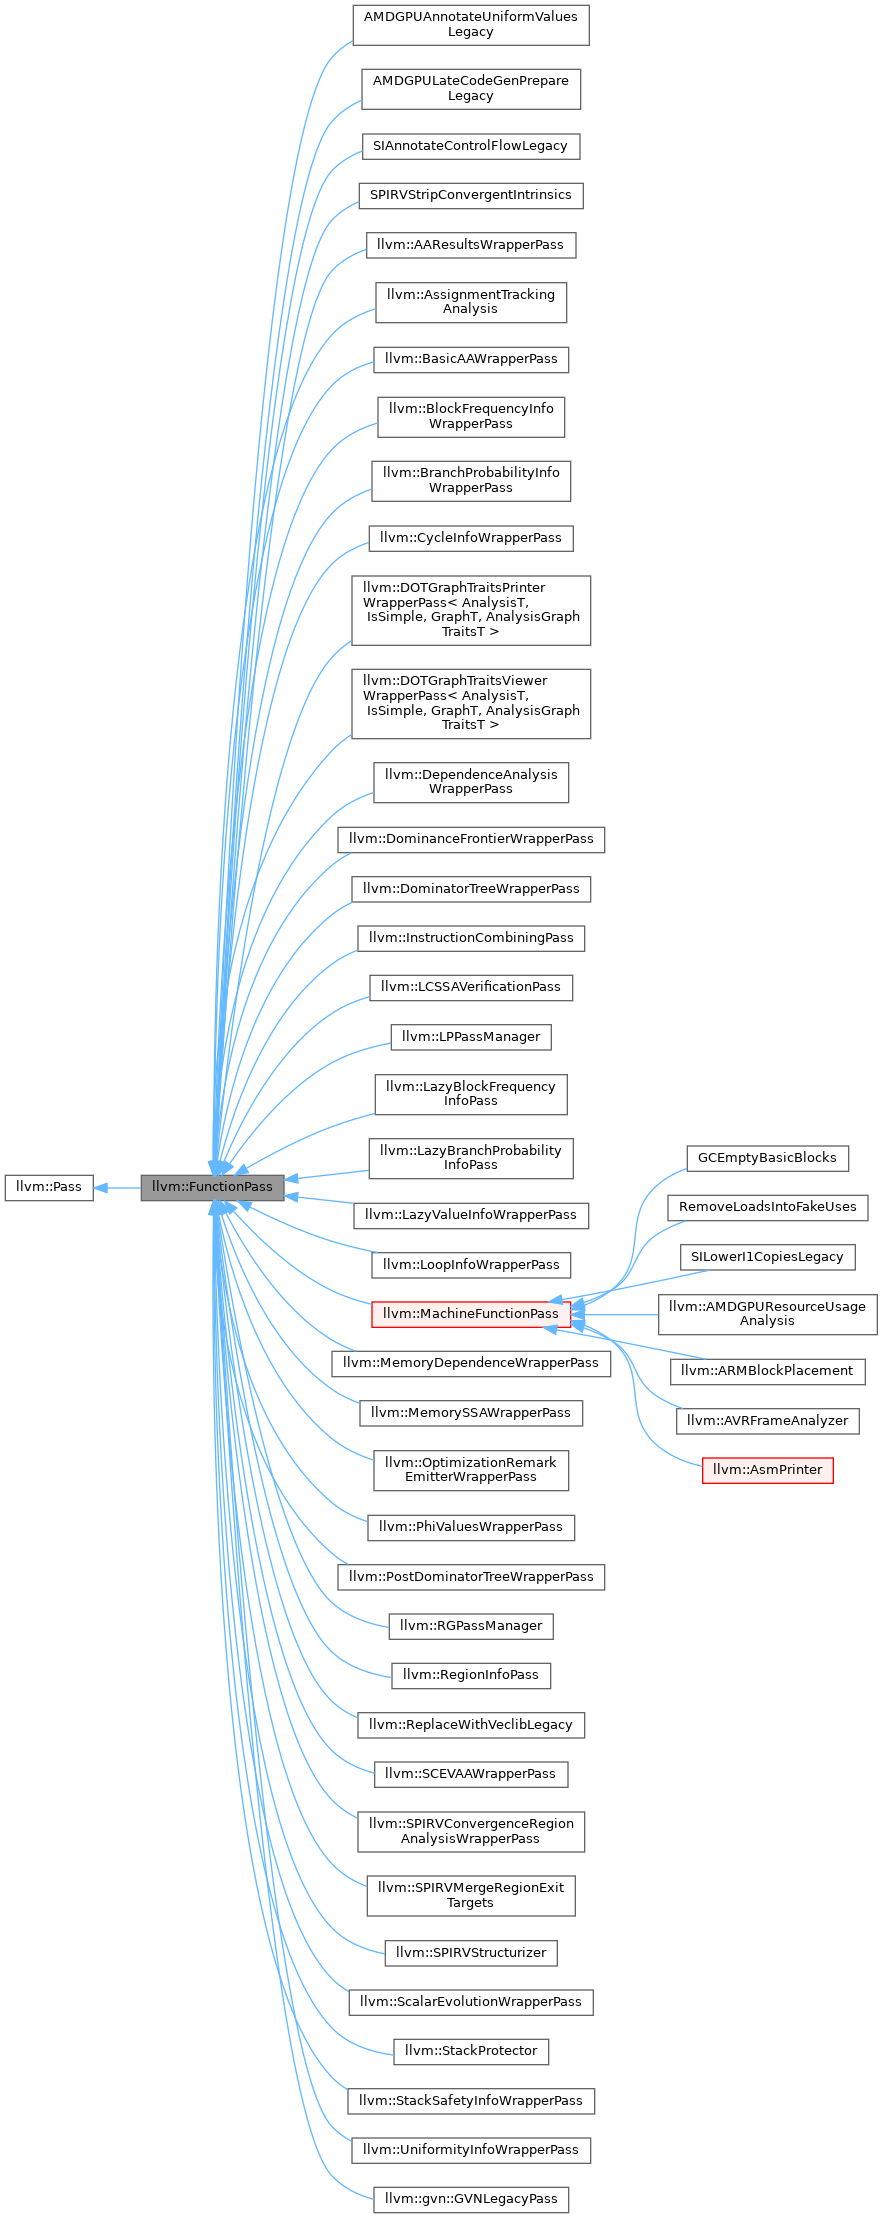 AMDGPUAnnotateUniformValues
Legacy
AMDGPULateCodeGenPrepare
Legacy
SIAnnotateControlFlowLegacy
SPIRVStripConvergentIntrinsics
llvm::AAResultsWrapperPass
llvm::AssignmentTracking
Analysis
llvm::BasicAAWrapperPass
llvm::BlockFrequencyInfo
WrapperPass
llvm::BranchProbabilityInfo
WrapperPass
llvm::CycleInfoWrapperPass
llvm::DOTGraphTraitsPrinter
WrapperPass< AnalysisT,
IsSimple, GraphT, AnalysisGraph
TraitsT >
llvm::DOTGraphTraitsViewer
WrapperPass< AnalysisT,
IsSimple, GraphT, AnalysisGraph
TraitsT >
llvm::DependenceAnalysis
WrapperPass
llvm::DominanceFrontierWrapperPass
llvm::DominatorTreeWrapperPass
llvm::InstructionCombiningPass
llvm::LCSSAVerificationPass
llvm::LPPassManager
llvm::LazyBlockFrequency
InfoPass
llvm::LazyBranchProbability
InfoPass
llvm::Pass
llvm::FunctionPass
llvm::LazyValueInfoWrapperPass
llvm::LoopInfoWrapperPass
llvm::MachineFunctionPass
llvm::MemoryDependenceWrapperPass
llvm::MemorySSAWrapperPass
llvm::OptimizationRemark
EmitterWrapperPass
llvm::PhiValuesWrapperPass
llvm::PostDominatorTreeWrapperPass
llvm::RGPassManager
llvm::RegionInfoPass
llvm::ReplaceWithVeclibLegacy
llvm::SCEVAAWrapperPass
llvm::SPIRVConvergenceRegion
AnalysisWrapperPass
llvm::SPIRVMergeRegionExit
Targets
llvm::SPIRVStructurizer
llvm::ScalarEvolutionWrapperPass
llvm::StackProtector
llvm::StackSafetyInfoWrapperPass
llvm::UniformityInfoWrapperPass
llvm::gvn::GVNLegacyPass
GCEmptyBasicBlocks
RemoveLoadsIntoFakeUses
SILowerI1CopiesLegacy
llvm::AMDGPUResourceUsage
Analysis
llvm::ARMBlockPlacement
llvm::AVRFrameAnalyzer
llvm::AsmPrinter